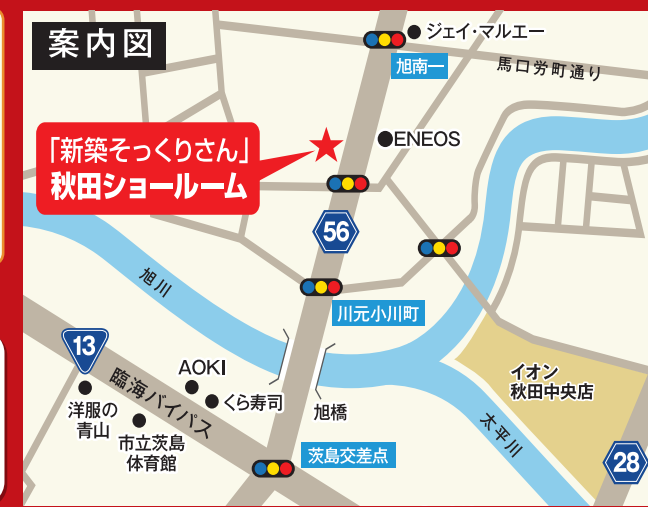 案内図
ジェイ・マルエー
旭南一
馬口労町通り
ENEOS
「新築そっくりさん」
秋田ショールーム
56
旭川
川元小川町
13
臨海バイパス
AOKI
くら寿司
洋服の
青山
市立茨島
体育館
旭橋
茨島交差点
イオン
秋田中央店
太平川
28